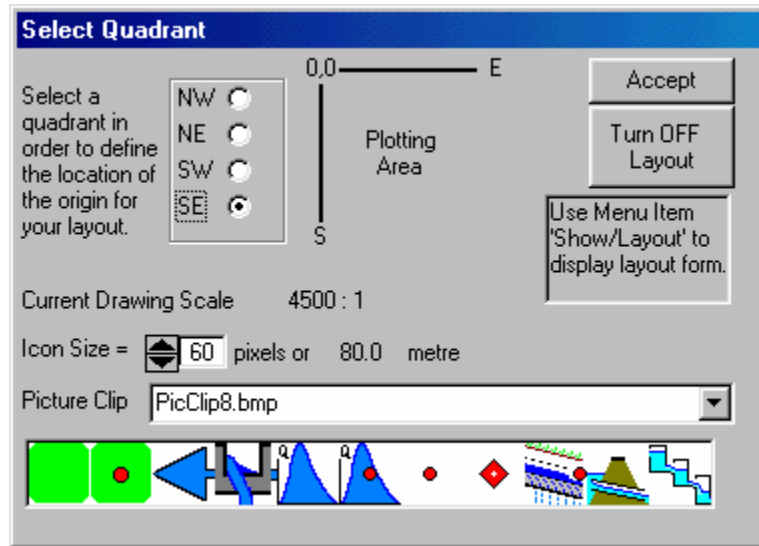 Select Quadrant
Select a
quadrant in
order to define
the location of
the origin for
your layout.
NW
NE
SW
SE
0,0 E
Plotting
Area
S
Accept
Turn OFF
Layout
Use Menu Item
'Show/Layout' to
display layout form.
Current Drawing Scale 4500 : 1
Icon Size = 60 pixels or 80.0 metre
Picture Clip PicClip8.bmp
Q Q